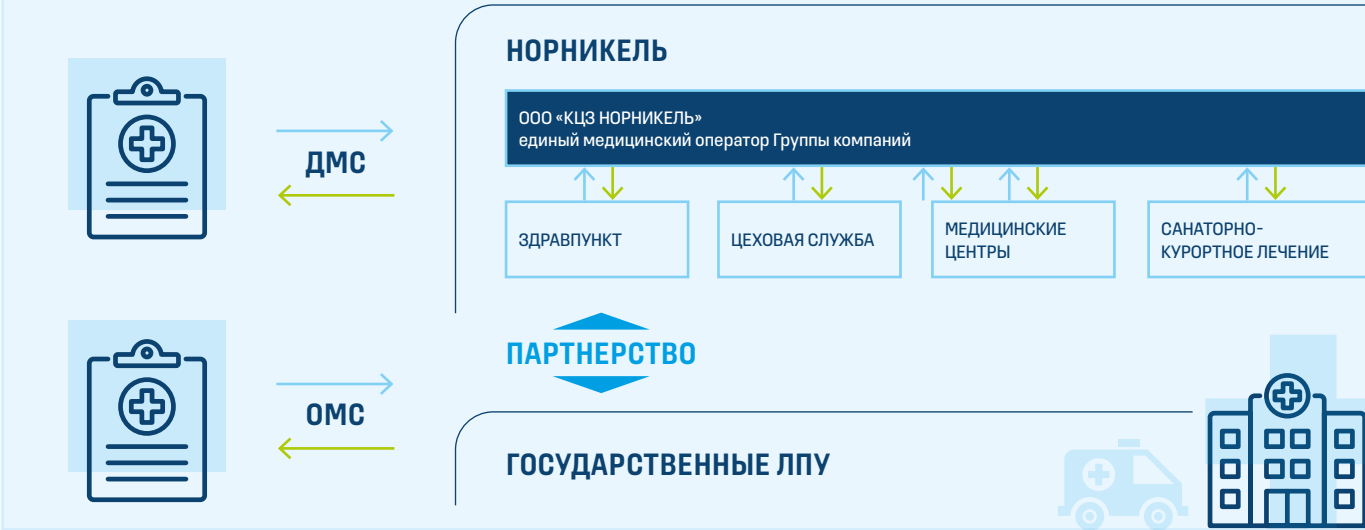 НОРНИКЕЛЬ
ООО «КЦЗ НОРНИКЕЛЬ»
единый медицинский оператор Группы компаний
ДМС
ЗДРАВПУНКТ
ЦЕХОВАЯ СЛУЖБА
МЕДИЦИНСКИЕ
ЦЕНТРЫ
САНАТОРНО-
КУРОРТНОЕ ЛЕЧЕНИЕ
ПАРТНЕРСТВО
ОМС
ГОСУДАРСТВЕННЫЕ ЛПУ